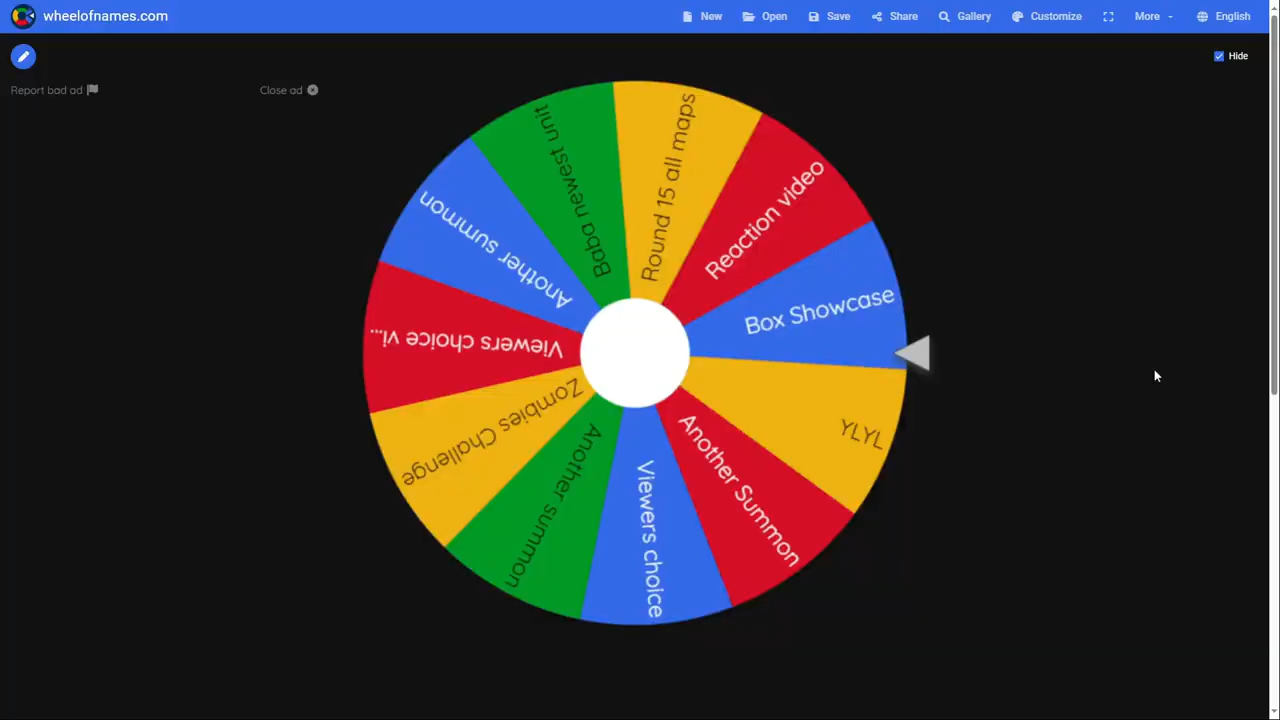 wheelofnames.com
New
Open
Save
Share
Gallery
Customize
More
English
Hide
Report bad ad
Close ad
Baba newest unit
Round 15 all maps
Reaction video
Box Showcase
YLYL
Another Summon
Viewers choice
Another summon
Zombies Challenge
Viewers choice vi...
Another summon